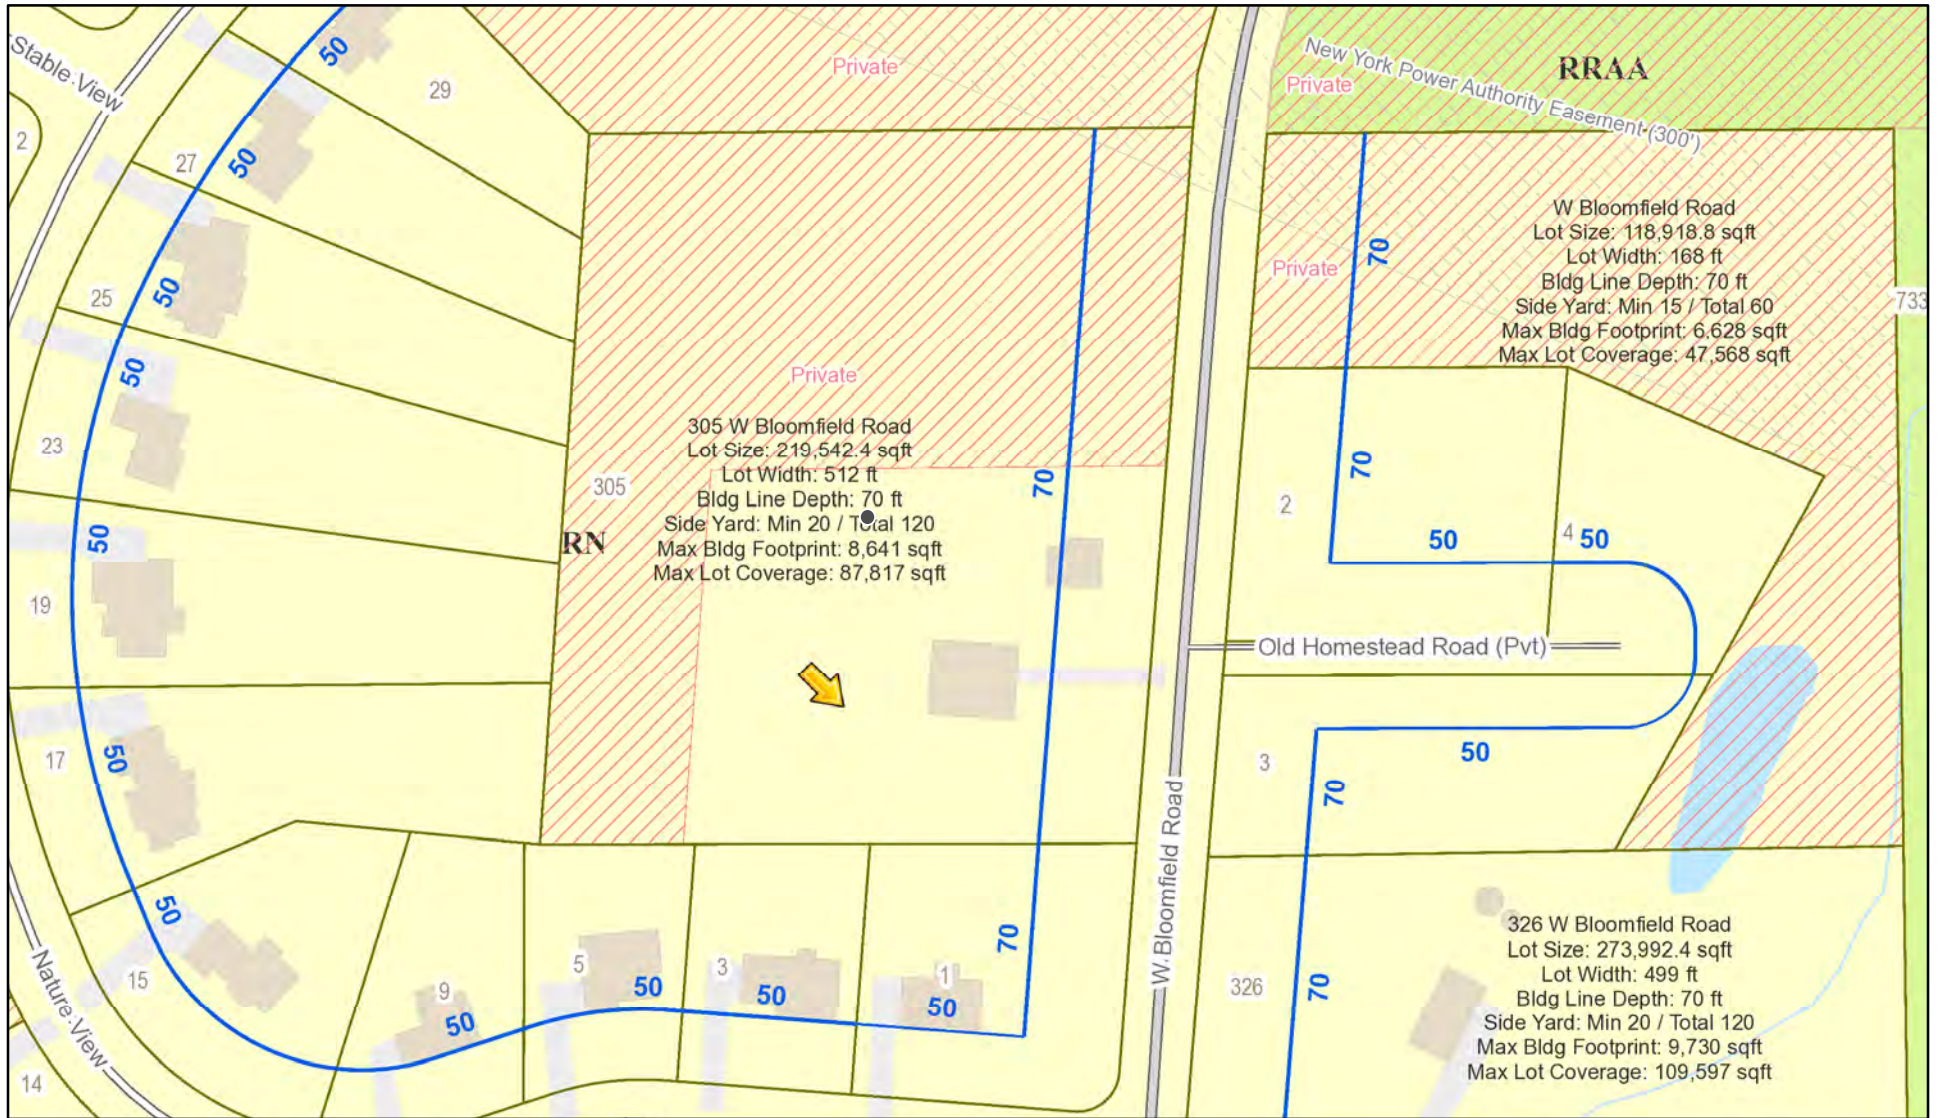 Stable View
50
29
Private
New York Power Authority Easement (300')
RRAA
Private
2
27
50
W Bloomfield Road
Lot Size: 118,918.8 sqft
Lot Width: 168 ft
Bldg Line Depth: 70 ft
Side Yard: Min 15 / Total 60
Max Bldg Footprint: 6,628 sqft
Max Lot Coverage: 47,568 sqft
70
Private
733
25
50
50
Private
305 W Bloomfield Road
Lot Size: 219,542.4 sqft
Lot Width: 512 ft
Bldg Line Depth: 70 ft
Side Yard: Min 20 / Total 120
Max Bldg Footprint: 8,641 sqft
Max Lot Coverage: 87,817 sqft
23
305
70
70
2
50
RN
50
4
50
19
Old Homestead Road (Pvt)
17
50
3
50
70
W Bloomfield Road
50
15
9
50
5
50
3
50
1
50
70
326
70
326 W Bloomfield Road
Lot Size: 273,992.4 sqft
Lot Width: 499 ft
Bldg Line Depth: 70 ft
Side Yard: Min 20 / Total 120
Max Bldg Footprint: 9,730 sqft
Max Lot Coverage: 109,597 sqft
Nature View
14